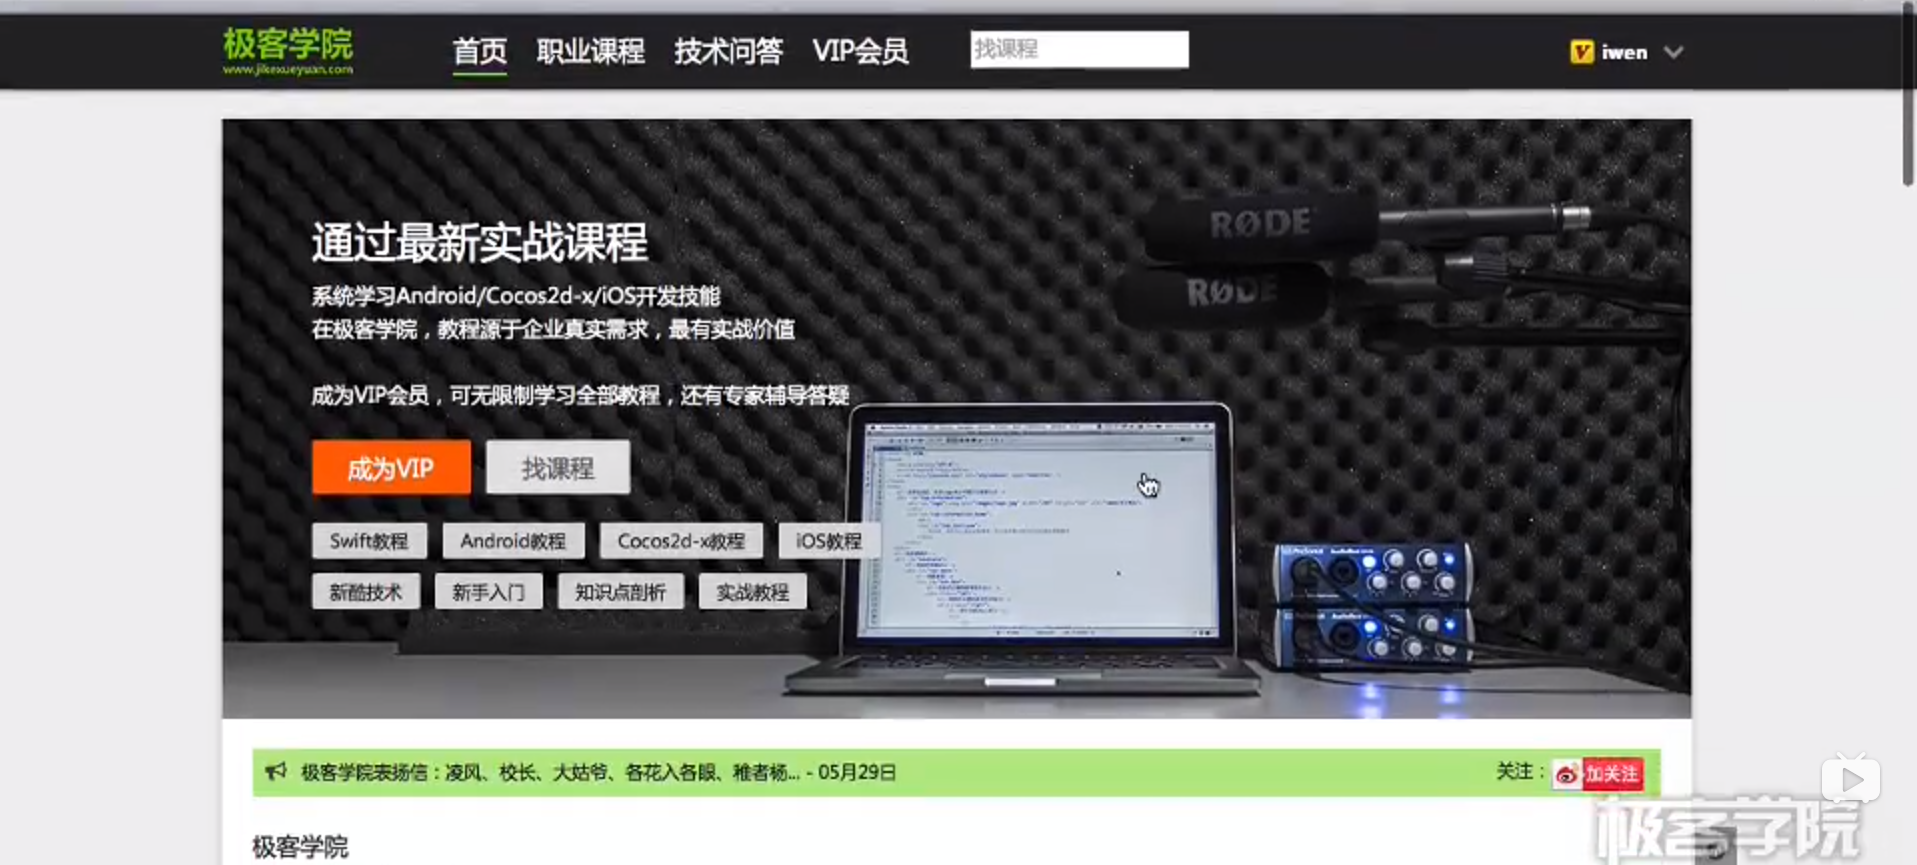 极客学院
www.jikexueyuan.com
首页 职业课程 技术问答 VIP会员 找课程 iwen
通过最新实战课程
系统学习Android/Cocos2d-x/iOS开发技能
在极客学院，教程源于企业真实需求，最有实战价值
成为VIP会员，可无限制学习全部教程，还有专家辅导答疑
成为VIP 找课程
Swift教程 Android教程 Cocos2d-x教程 iOS教程
新酷技术 新手入门 知识点剖析 实战教程
RØDE
RØDE
极客学院表扬信：凌风、校长、大姑爷、各花入各眼、稚者杨... - 05月29日 关注： 加关注
极客学院
极客学院